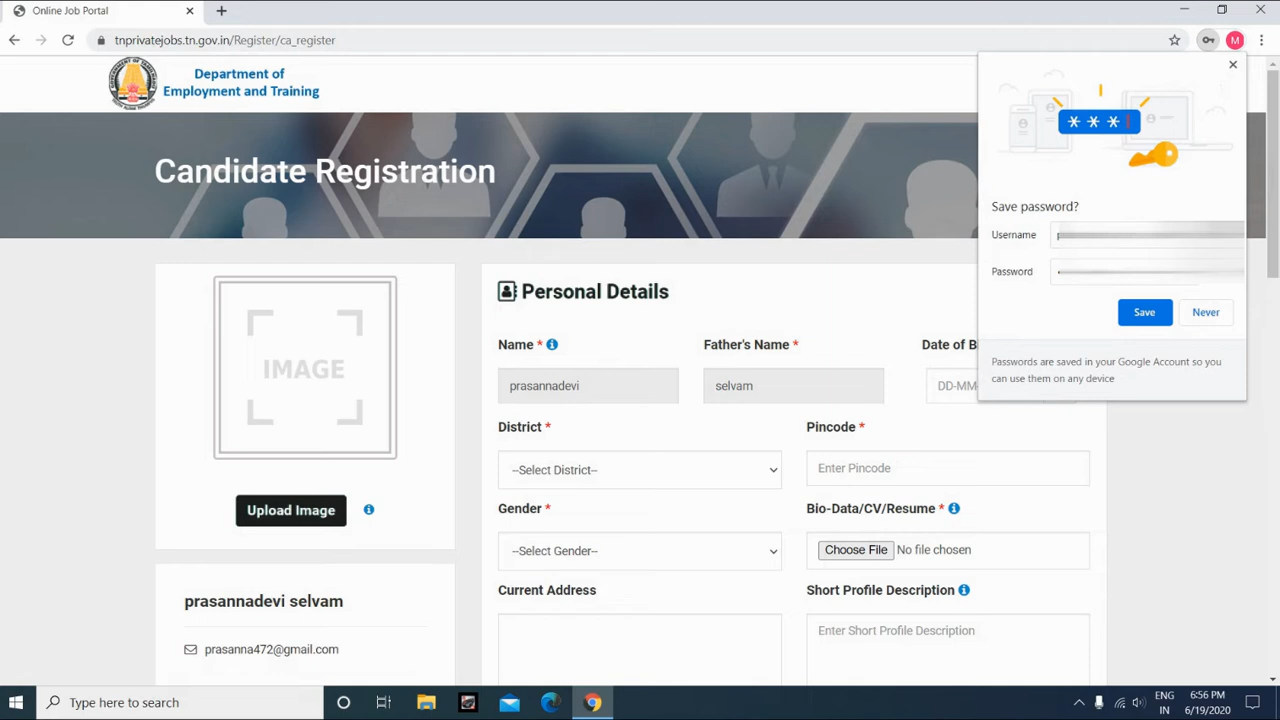 Online Job Portal
tnprivatejobs.tn.gov.in/Register/ca_register
M
Department of
Employment and Training
Candidate Registration
* * *
Save password?
Username
Password
Save
Never
Passwords are saved in your Google Account so you
can use them on any device
IMAGE
Upload Image
prasannadevi selvam
prasanna472@gmail.com
Personal Details
Name *
Father's Name *
Date of B
prasannadevi
selvam
DD-MM
District *
Pincode *
--Select District--
Enter Pincode
Gender *
Bio-Data/CV/Resume *
--Select Gender--
Choose File No file chosen
Current Address
Short Profile Description
Enter Short Profile Description
Type here to search
ENG
IN
6:56 PM
6/19/2020